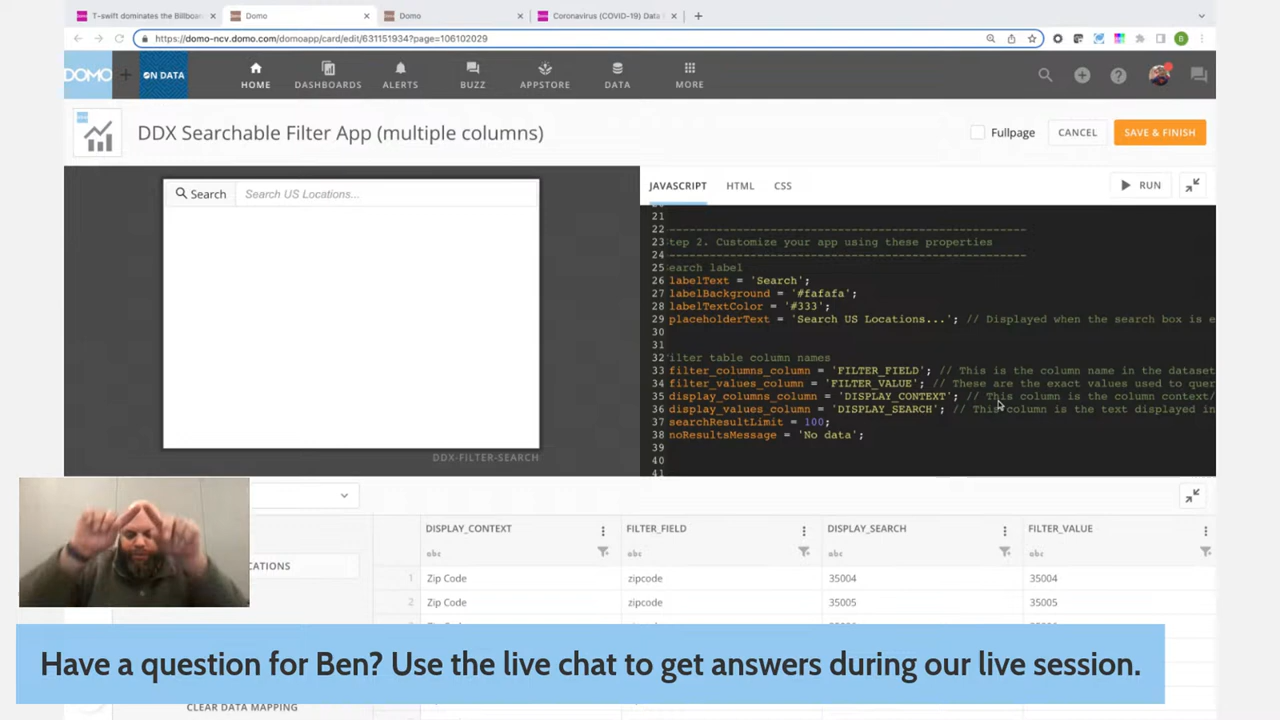 T-swift dominates the Billboa
Domo
Domo
Coronavirus (COVID-19) Data
https://domo-ncv.domo.com/domoapp/card/edit/631151934?page=106102029
B
DOMO
ON DATA
HOME
DASHBOARDS
ALERTS
BUZZ
APPSTORE
DATA
MORE
DDX Searchable Filter App (multiple columns)
Fullpage
CANCEL
SAVE & FINISH
Search
Search US Locations...
DDX-FILTER-SEARCH
JAVASCRIPT
HTML
CSS
RUN
21
22 -----------------------------------------------------
23 tep 2. Customize your app using these properties
24 -----------------------------------------------------
25 earch label
26 labelText = 'Search';
27 labelBackground = '#fafafa';
28 labelTextColor = '#333';
29 placeholderText = 'Search US Locations...'; // Displayed when the search box is e
30
31
32 ilter table column names
33 filter_columns_column = 'FILTER_FIELD'; // This is the column name in the dataset
34 filter_values_column = 'FILTER_VALUE'; // These are the exact values used to quer
35 display_columns_column = 'DISPLAY_CONTEXT'; // This column is the column context/
36 display_values_column = 'DISPLAY_SEARCH'; // This column is the text displayed in
37 searchResultLimit = 100;
38 noResultsMessage = 'No data';
39
40
41
CATIONS
CLEAR DATA MAPPING
DISPLAY_CONTEXT
FILTER_FIELD
DISPLAY_SEARCH
FILTER_VALUE
abc
abc
abc
abc
1 Zip Code zipcode 35004 35004
2 Zip Code zipcode 35005 35005
Have a question for Ben? Use the live chat to get answers during our live session.